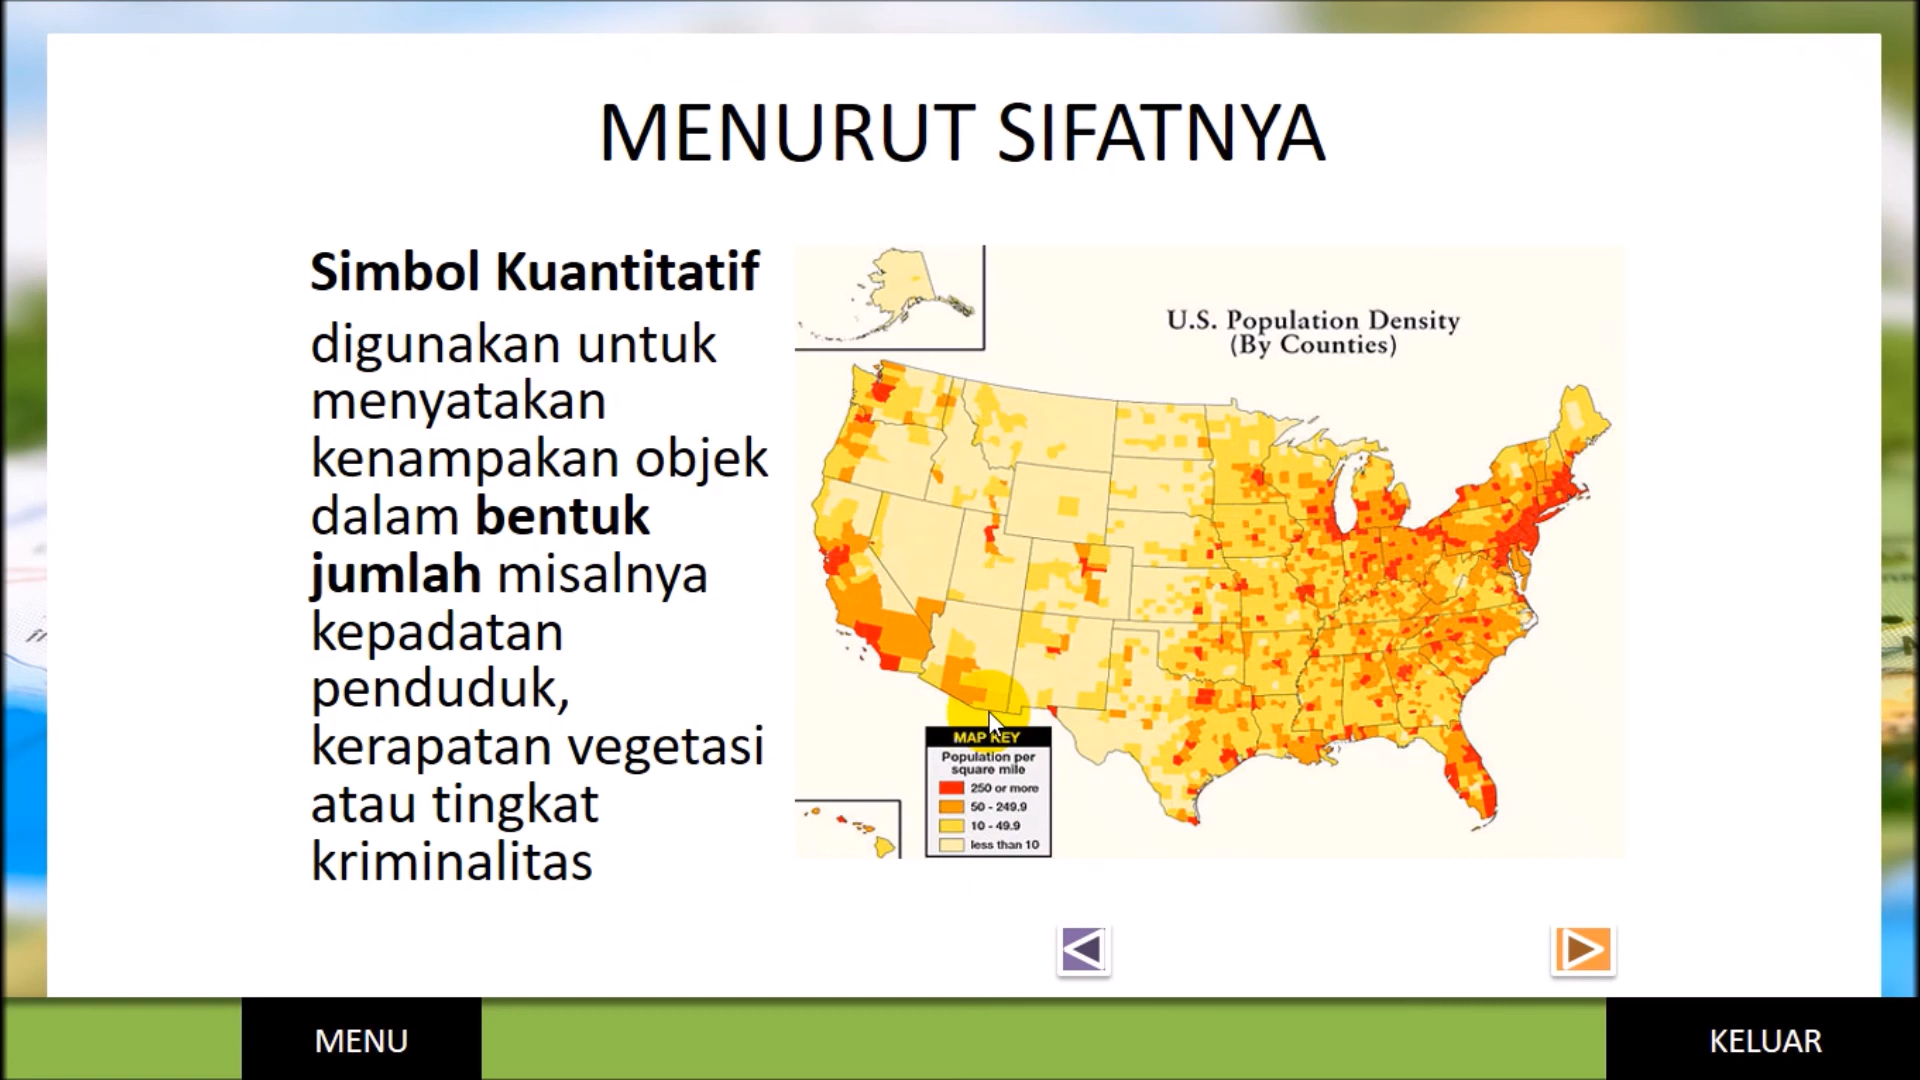 MENURUT SIFATNYA
Simbol Kuantitatif
digunakan untuk
menyatakan
kenampakan objek
dalam bentuk
jumlah misalnya
kepadatan
penduduk,
kerapatan vegetasi
atau tingkat
kriminalitas
U.S. Population Density
(By Counties)
MAP KEY
Population per
square mile
250 or more
50 - 249.9
10 - 49.9
less than 10
MENU
KELUAR